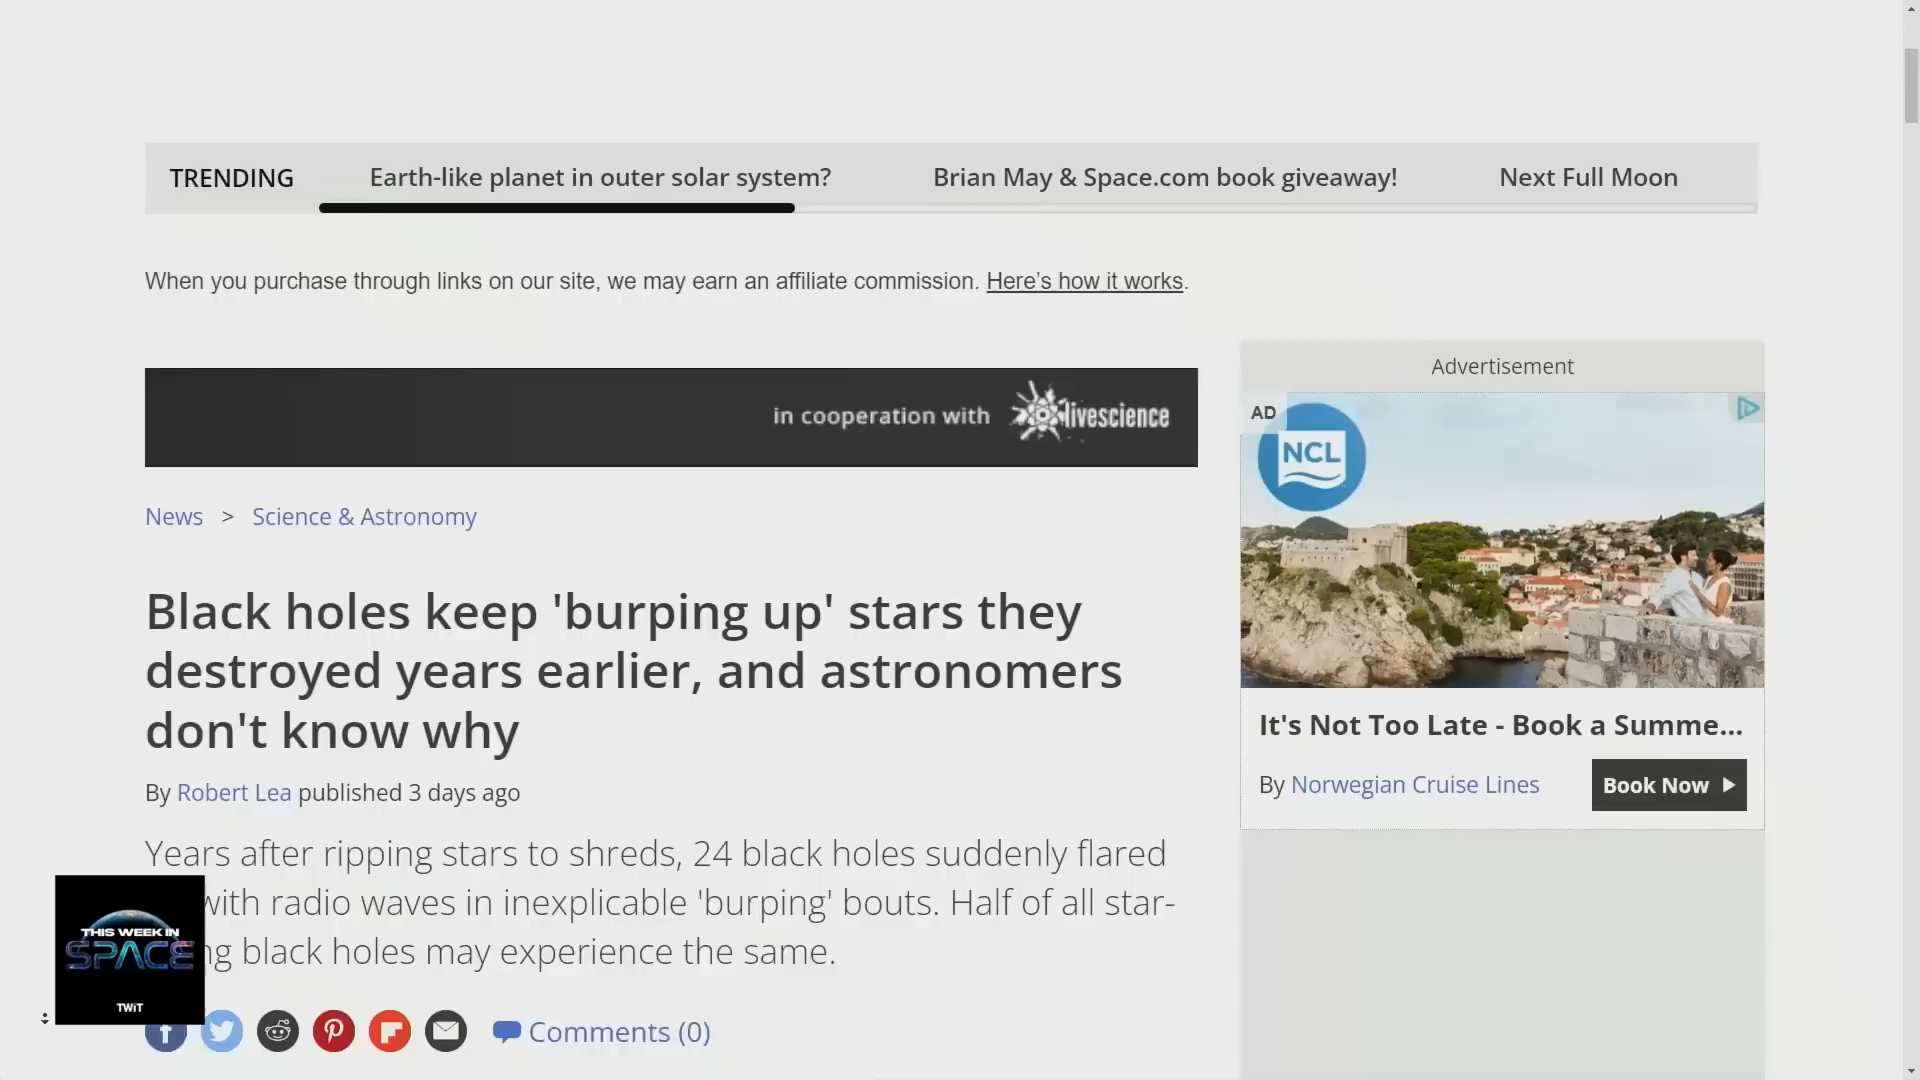 TRENDING Earth-like planet in outer solar system? Brian May & Space.com book giveaway! Next Full Moon
When you purchase through links on our site, we may earn an affiliate commission. Here’s how it works.
in cooperation with livescience
News > Science & Astronomy
Black holes keep 'burping up' stars they
destroyed years earlier, and astronomers
don't know why
By Robert Lea published 3 days ago
Years after ripping stars to shreds, 24 black holes suddenly flared
with radio waves in inexplicable 'burping' bouts. Half of all star-
ng black holes may experience the same.
Comments (0)
Advertisement
AD
NCL
It's Not Too Late - Book a Summe...
By Norwegian Cruise Lines
Book Now
THIS WEEK IN
SPACE
TWiT